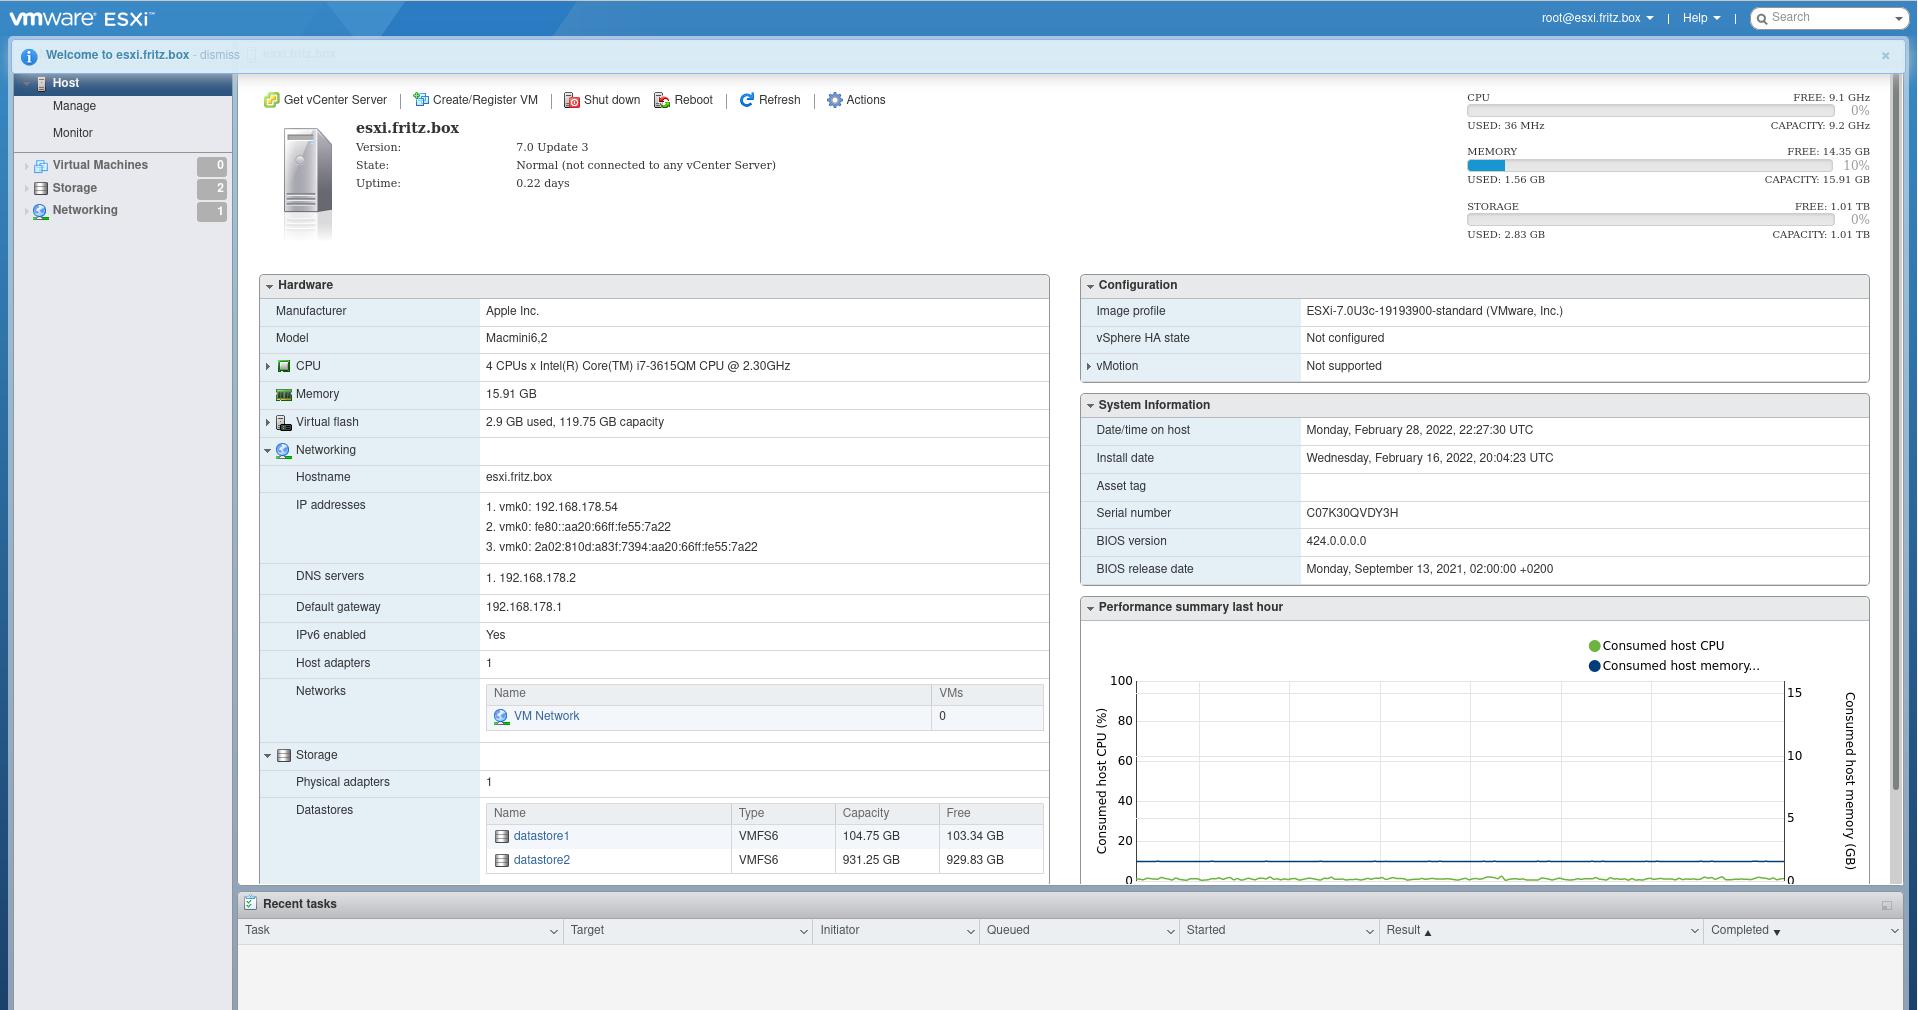 vmware ESXi™
root@esxi.fritz.box | Help | Search
Welcome to esxi.fritz.box - dismiss esxi.fritz.box
Host
Manage
Monitor
Virtual Machines 0
Storage 2
Networking 1
Get vCenter Server | Create/Register VM | Shut down Reboot | Refresh | Actions
esxi.fritz.box
Version: 7.0 Update 3
State: Normal (not connected to any vCenter Server)
Uptime: 0.22 days
CPU FREE: 9.1 GHz
0%
USED: 36 MHz CAPACITY: 9.2 GHz
MEMORY FREE: 14.35 GB
10%
USED: 1.56 GB CAPACITY: 15.91 GB
STORAGE FREE: 1.01 TB
0%
USED: 2.83 GB CAPACITY: 1.01 TB
Hardware
Manufacturer Apple Inc.
Model Macmini6,2
CPU 4 CPUs x Intel(R) Core(TM) i7-3615QM CPU @ 2.30GHz
Memory 15.91 GB
Virtual flash 2.9 GB used, 119.75 GB capacity
Networking
Hostname esxi.fritz.box
IP addresses 1. vmk0: 192.168.178.54
2. vmk0: fe80::aa20:66ff:fe55:7a22
3. vmk0: 2a02:810d:a83f:7394:aa20:66ff:fe55:7a22
DNS servers 1. 192.168.178.2
Default gateway 192.168.178.1
IPv6 enabled Yes
Host adapters 1
Networks Name VMs
VM Network 0
Storage
Physical adapters 1
Datastores Name Type Capacity Free
datastore1 VMFS6 104.75 GB 103.34 GB
datastore2 VMFS6 931.25 GB 929.83 GB
Configuration
Image profile ESXi-7.0U3c-19193900-standard (VMware, Inc.)
vSphere HA state Not configured
vMotion Not supported
System Information
Date/time on host Monday, February 28, 2022, 22:27:30 UTC
Install date Wednesday, February 16, 2022, 20:04:23 UTC
Asset tag
Serial number C07K30QVDY3H
BIOS version 424.0.0.0.0
BIOS release date Monday, September 13, 2021, 02:00:00 +0200
Performance summary last hour
Consumed host CPU
Consumed host memory...
Consumed host CPU (%)
100
80
60
40
20
0
15
10
5
0
Consumed host memory (GB)
Recent tasks
Task Target Initiator Queued Started Result ▲ Completed ▼